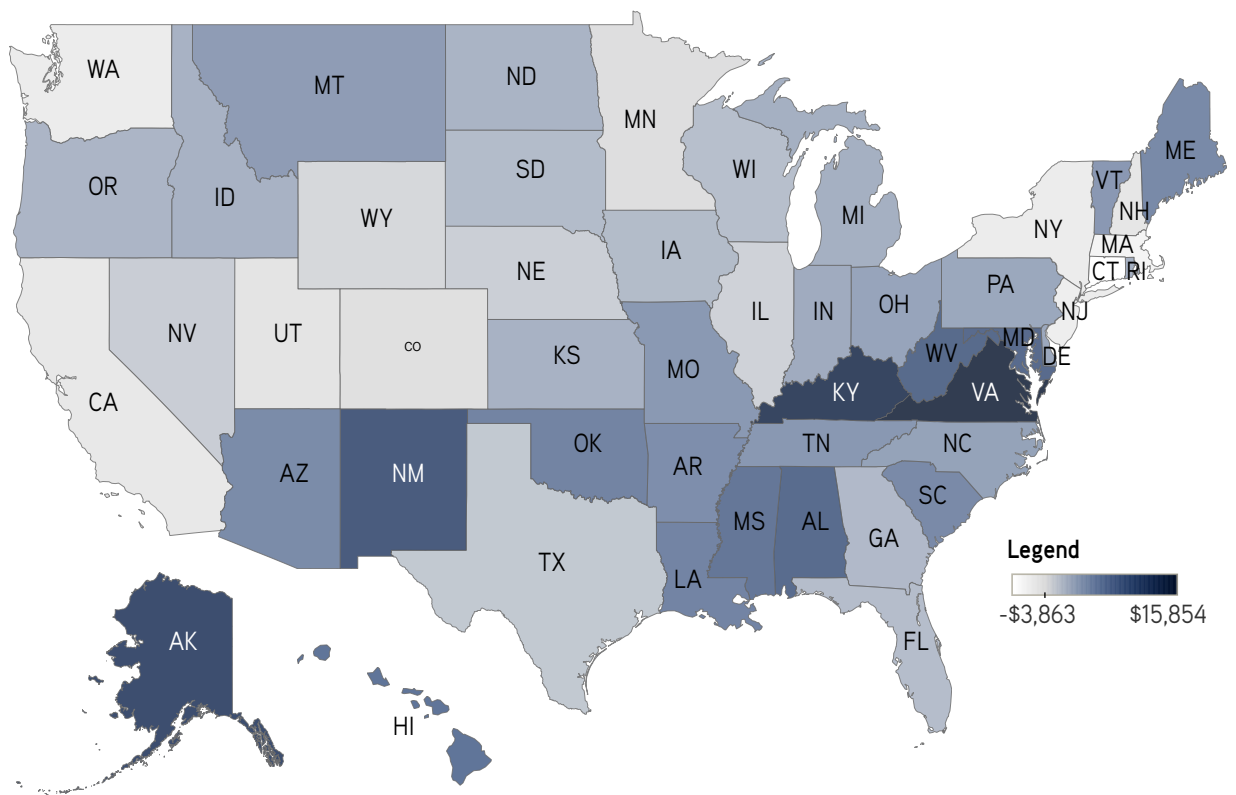 WA
MT
ND
MN
OR
ID
SD
WI
MI
VT
ME
WY
NH
NY
IA
MA
NE
CT
RI
PA
NV
UT
CO
IL
IN
OH
NJ
KS
MO
WV
MD
DE
CA
KY
VA
AZ
NM
OK
AR
TN
NC
SC
MS
AL
GA
TX
LA
FL
AK
HI
Legend
-$3,863
$15,854